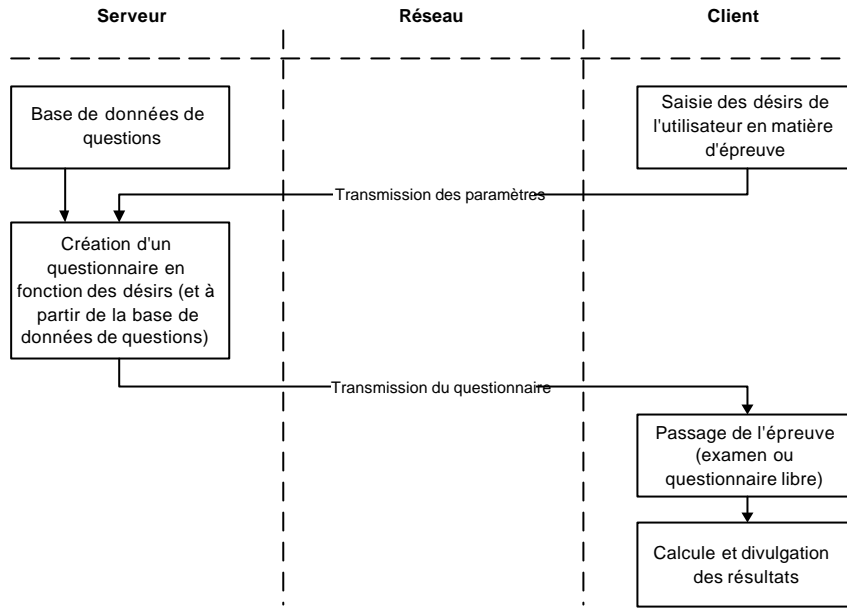 Serveur
Réseau
Client
Base de données de
questions
Saisie des désirs de
l'utilisateur en matière
d'épreuve
Transmission des paramètres
Création d'un
questionnaire en
fonction des désirs (et à
partir de la base de
données de questions)
Transmission du questionnaire
Passage de l'épreuve
(examen ou
questionnaire libre)
Calcule et divulgation
des résultats